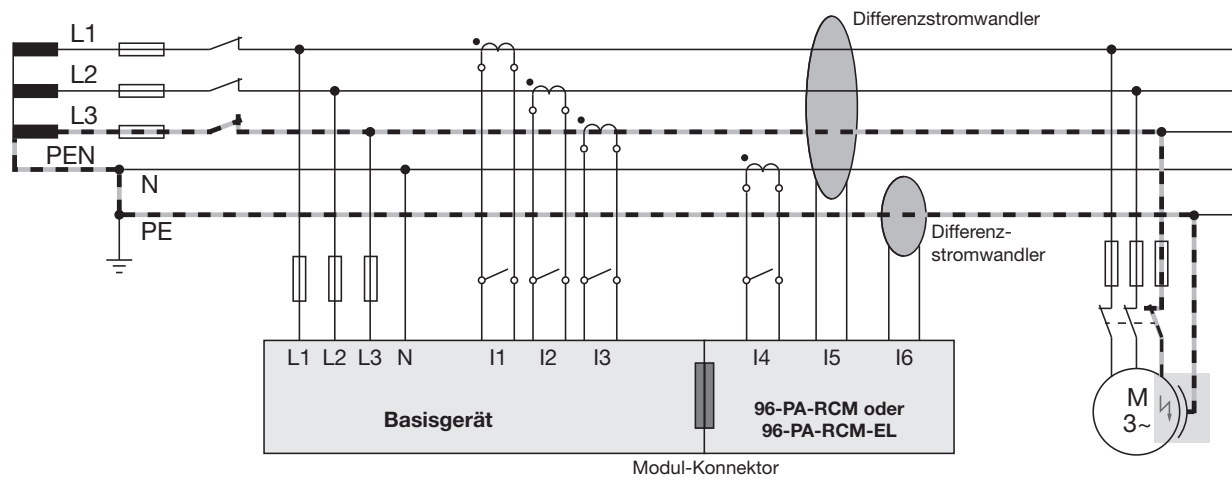 Differenzstromwandler
L1
L2
L3
PEN
N
PE
Differenz-
stromwandler
L1 L2 L3 N I1 I2 I3 I4 I5 I6
Basisgerät
96-PA-RCM oder
96-PA-RCM-EL
M
3~
Modul-Konnektor